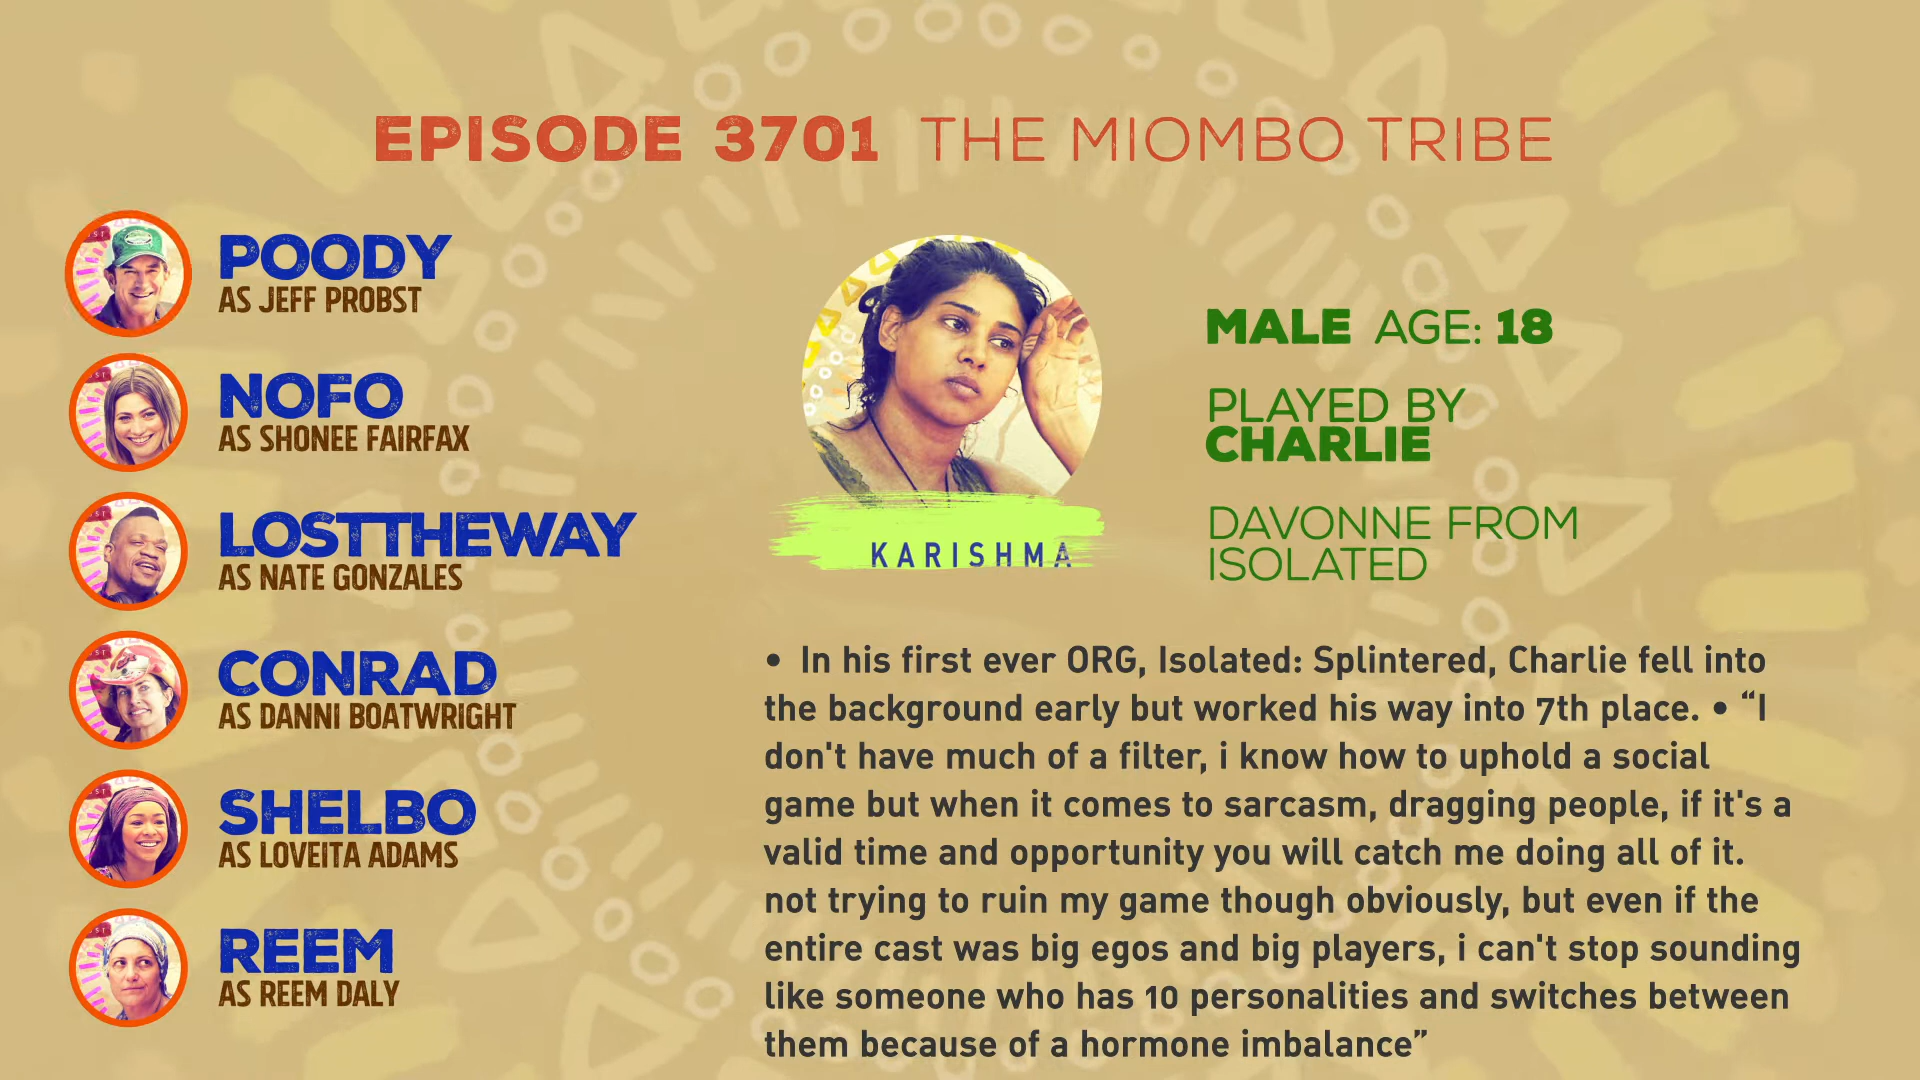 EPISODE 3701 THE MIOMBO TRIBE
POODY
AS JEFF PROBST
NOFO
AS SHONEE FAIRFAX
LOSTTHEWAY
AS NATE GONZALES
CONRAD
AS DANNI BOATWRIGHT
SHELBO
AS LOVEITA ADAMS
REEM
AS REEM DALY
KARISHMA
MALE AGE: 18
PLAYED BY
CHARLIE
DAVONNE FROM
ISOLATED
• In his first ever ORG, Isolated: Splintered, Charlie fell into
the background early but worked his way into 7th place. • “I
don't have much of a filter, i know how to uphold a social
game but when it comes to sarcasm, dragging people, if it's a
valid time and opportunity you will catch me doing all of it.
not trying to ruin my game though obviously, but even if the
entire cast was big egos and big players, i can't stop sounding
like someone who has 10 personalities and switches between
them because of a hormone imbalance”